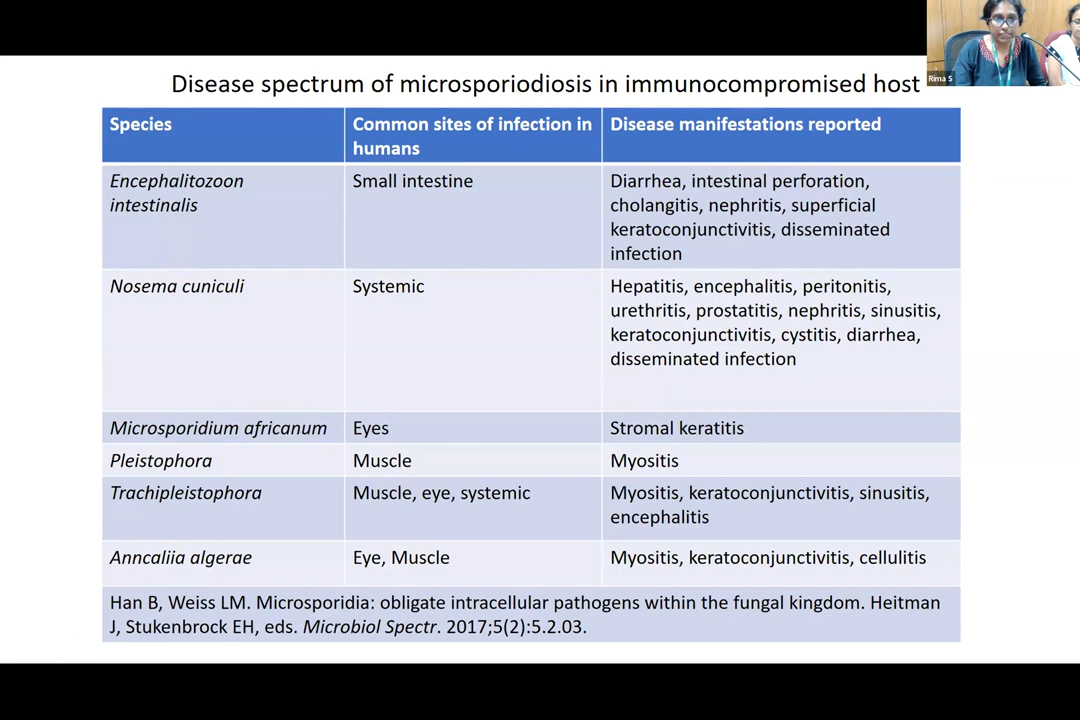 Disease spectrum of microsporiodiosis in immunocompromised host
Rima S
Species
Common sites of infection in
humans
Disease manifestations reported
Encephalitozoon
intestinalis
Small intestine
Diarrhea, intestinal perforation,
cholangitis, nephritis, superficial
keratoconjunctivitis, disseminated
infection
Nosema cuniculi
Systemic
Hepatitis, encephalitis, peritonitis,
urethritis, prostatitis, nephritis, sinusitis,
keratoconjunctivitis, cystitis, diarrhea,
disseminated infection
Microsporidium africanum
Eyes
Stromal keratitis
Pleistophora
Muscle
Myositis
Trachipleistophora
Muscle, eye, systemic
Myositis, keratoconjunctivitis, sinusitis,
encephalitis
Anncaliia algerae
Eye, Muscle
Myositis, keratoconjunctivitis, cellulitis
Han B, Weiss LM. Microsporidia: obligate intracellular pathogens within the fungal kingdom. Heitman
J, Stukenbrock EH, eds. Microbiol Spectr. 2017;5(2):5.2.03.